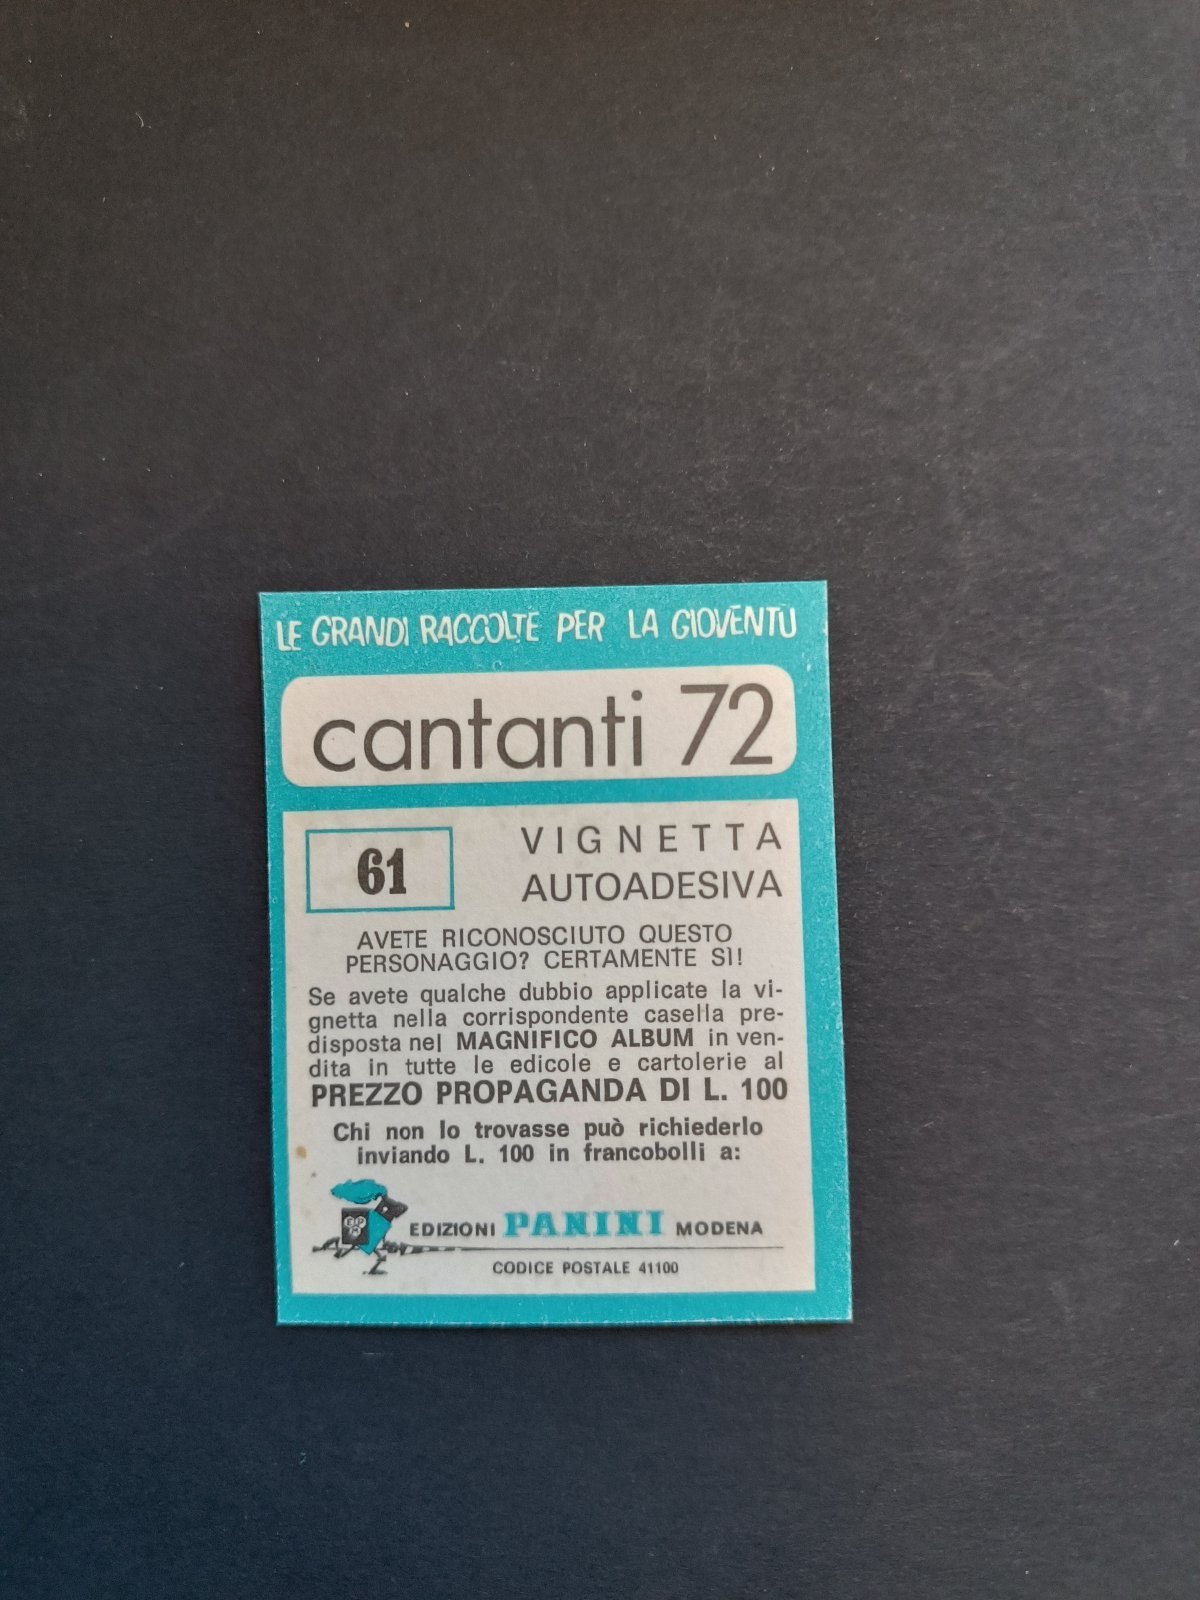 LE GRANDI RACCOLTE PER LA GIOVENTÙ
cantanti 72
61
VIGNETTA
AUTOADESIVA
AVETE RICONOSCIUTO QUESTO
PERSONAGGIO? CERTAMENTE SÌ!
Se avete qualche dubbio applicate la vi-
gnetta nella corrispondente casella pre-
disposta nel MAGNIFICO ALBUM in ven-
dita in tutte le edicole e cartolerie al
PREZZO PROPAGANDA DI L. 100
Chi non lo trovasse può richiederlo
inviando L. 100 in francobolli a:
EDIZIONI PANINI MODENA
CODICE POSTALE 41100